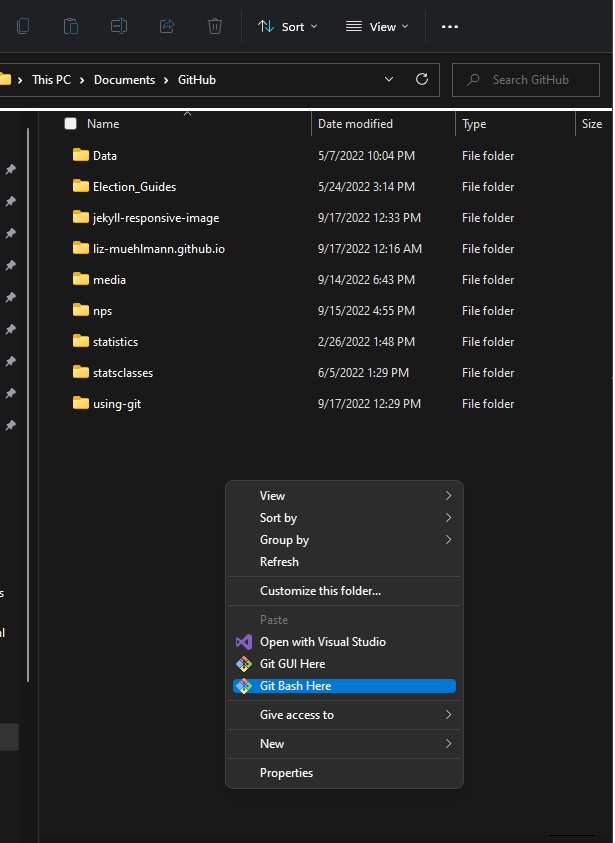 Sort View
This PC Documents GitHub Search GitHub
Name Date modified Type Size
Data 5/7/2022 10:04 PM File folder
Election_Guides 5/24/2022 3:14 PM File folder
jekyll-responsive-image 9/17/2022 12:33 PM File folder
liz-muehlmann.github.io 9/17/2022 12:16 AM File folder
media 9/14/2022 6:43 PM File folder
nps 9/15/2022 4:55 PM File folder
statistics 2/26/2022 1:48 PM File folder
statsclasses 6/5/2022 1:29 PM File folder
using-git 9/17/2022 12:29 PM File folder
View
Sort by
Group by
Refresh
Customize this folder...
Paste
Open with Visual Studio
Git GUI Here
Git Bash Here
Give access to
New
Properties